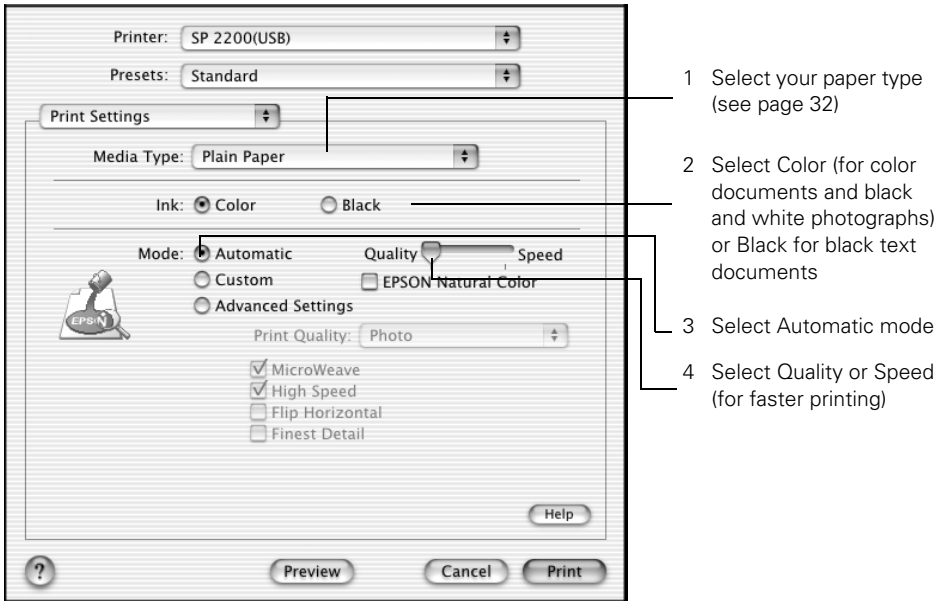 Printer: SP 2200(USB)
Presets: Standard
Print Settings
Media Type: Plain Paper
Ink: Color Black
Mode: Automatic Quality Speed
Custom EPSON Natural Color
Advanced Settings
Print Quality: Photo
MicroWeave
High Speed
Flip Horizontal
Finest Detail
EPSON
Help
? Preview Cancel Print
1 Select your paper type
(see page 32)
2 Select Color (for color
documents and black
and white photographs)
or Black for black text
documents
3 Select Automatic mode
4 Select Quality or Speed
(for faster printing)